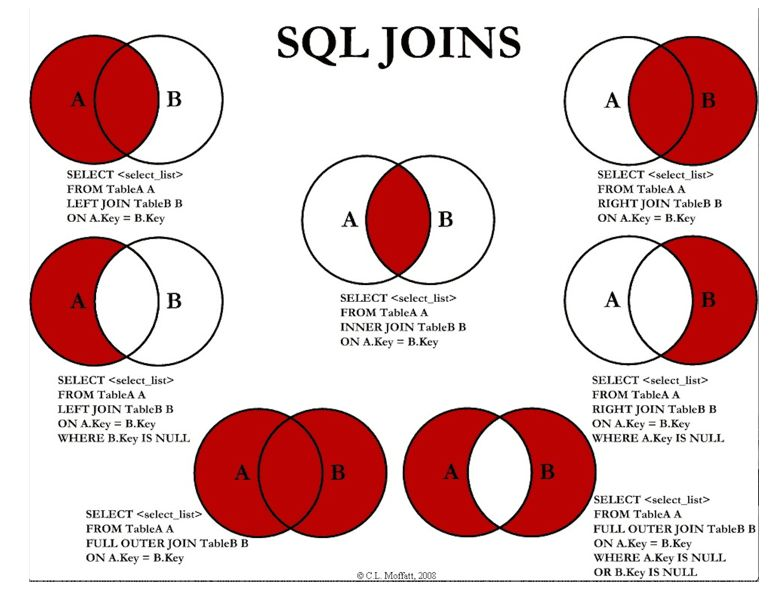 SQL JOINS
A B
SELECT <select_list>
FROM TableA A
LEFT JOIN TableB B
ON A.Key = B.Key
A B
SELECT <select_list>
FROM TableA A
RIGHT JOIN TableB B
ON A.Key = B.Key
A B
SELECT <select_list>
FROM TableA A
INNER JOIN TableB B
ON A.Key = B.Key
A B
SELECT <select_list>
FROM TableA A
LEFT JOIN TableB B
ON A.Key = B.Key
WHERE B.Key IS NULL
A B
SELECT <select_list>
FROM TableA A
RIGHT JOIN TableB B
ON A.Key = B.Key
WHERE A.Key IS NULL
A B
SELECT <select_list>
FROM TableA A
FULL OUTER JOIN TableB B
ON A.Key = B.Key
A B
SELECT <select_list>
FROM TableA A
FULL OUTER JOIN TableB B
ON A.Key = B.Key
WHERE A.Key IS NULL
OR B.Key IS NULL
© C.L. Moffatt, 2008